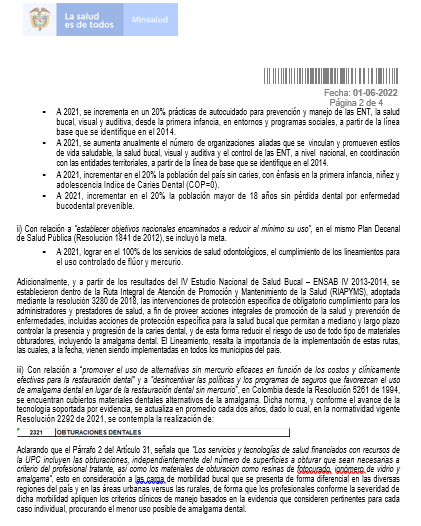 La salud
es de todos
Minsalud
Fecha: 01-06-2022
Página 2 de 4
▪ A 2021, se incrementa en un 20% prácticas de autocuidado para prevención y manejo de las ENT, la salud
bucal, visual y auditiva, desde la primera infancia, en entornos y programas sociales, a partir de la línea
base que se identifique en el 2014.
▪ A 2021, se aumenta anualmente el número de organizaciones aliadas que se vinculan y promueven estilos
de vida saludable, la salud bucal, visual y auditiva y el control de las ENT, a nivel nacional, en coordinación
con las entidades territoriales, a partir de la línea base que se identifique en el 2014.
▪ A 2021, incrementar en el 20% la población del país sin caries, con énfasis en la primera infancia, niñez y
adolescencia Indice de Caries Dental (COP=0).
▪ A 2021, incrementar en el 20% la población mayor de 18 años sin pérdida dental por enfermedad
bucodental prevenible.
ii) Con relación a "establecer objetivos nacionales encaminados a reducir al mínimo su uso", en el mismo Plan Decenal
de Salud Pública (Resolución 1841 de 2012), se incluyó la meta.
▪ A 2021, lograr en el 100% de los servicios de salud odontológicos, el cumplimiento de los lineamientos para
el uso controlado de flúor y mercurio.
Adicionalmente, y a partir de los resultados del IV Estudio Nacional de Salud Bucal – ENSAB IV 2013-2014, se
establecieron dentro de la Ruta Integral de Atención de Promoción y Mantenimiento de la Salud (RIAPYMS), adoptada
mediante la resolución 3280 de 2018, las intervenciones de protección especifica de obligatorio cumplimiento para los
administradores y prestadores de salud, a fin de proveer acciones integrales de promoción de la salud y prevención de
enfermedades, incluidas acciones de protección específica para la salud bucal que permitan a mediano y largo plazo
controlar la presencia y progresión de la caries dental, y de esta forma reducir el riesgo de uso de todo tipo de materiales
obturadores, incluyendo la amalgama dental. El Lineamiento, resalta la importancia de la implementación de estas rutas,
las cuales, a la fecha, vienen siendo implementadas en todos los municipios del país.
iii) Con relación a "promover el uso de alternativas sin mercurio eficaces en función de los costos y clínicamente
efectivas para la restauración dental" y a "desincentivar las políticas y los programas de seguros que favorezcan el uso
de amalgama dental en lugar de la restauración dental sin mercurio", en Colombia desde la Resolución 5261 de 1994,
se encuentran cubiertos materiales dentales alternativos de la amalgama. Dicha norma, y conforme el avance de la
tecnología soportada por evidencia, se actualiza en promedio cada dos años, dado lo cual, en la normatividad vigente
Resolución 2292 de 2021, se contempla la realización de:
2321 OBTURACIONES DENTALES
Adarando que el Párrafo 2 del Artículo 31, señala que "Los servicios y tecnologías de salud financiados con recursos de
la UPC incluyen las obturaciones, independientemente del número de superficies a obturar que sean necesarias a
criterio del profesional tratante, así como los materiales de obturación como resinas de fotocurado, ionómero de vidrio y
amalgama", esto en consideración a las carga de morbilidad bucal que se presenta de forma diferencial en las diversas
regiones del país y en las áreas urbanas versus las rurales, de forma que los profesionales conforme la severidad de
dicha morbilidad apliquen los criterios clínicos de manejo basados en la evidencia que consideren pertinentes para cada
caso individual, procurando el menor uso posible de amalgama dental.